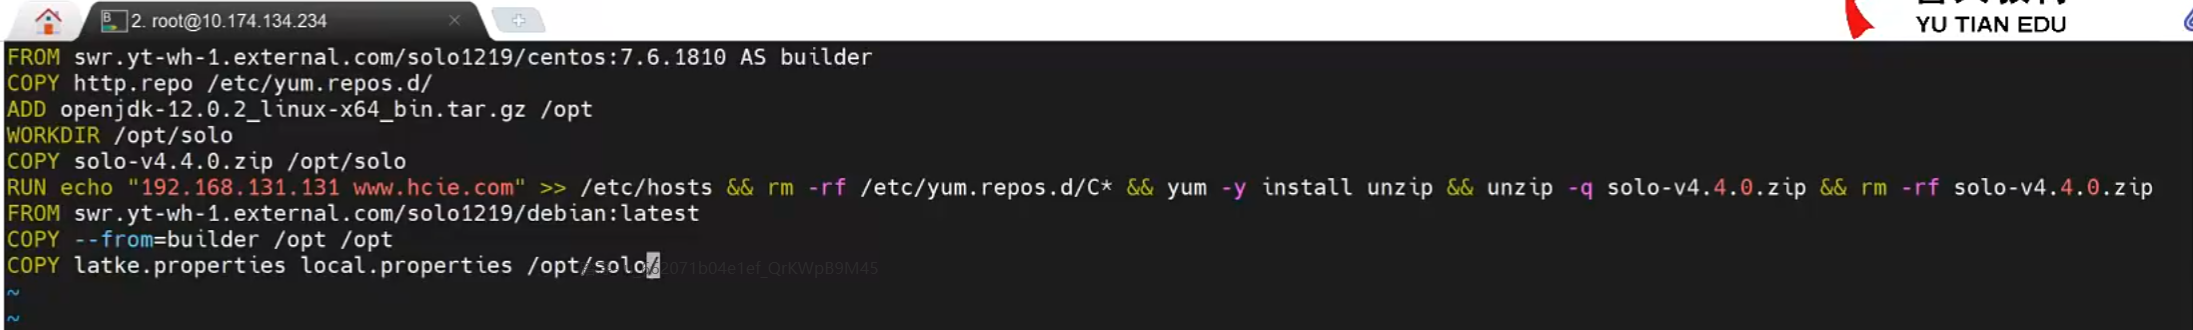 2. root@10.174.134.234
YU TIAN EDU
FROM swr.yt-wh-1.external.com/solo1219/centos:7.6.1810 AS builder
COPY http.repo /etc/yum.repos.d/
ADD openjdk-12.0.2_linux-x64_bin.tar.gz /opt
WORKDIR /opt/solo
COPY solo-v4.4.0.zip /opt/solo
RUN echo "192.168.131.131 www.hcie.com" >> /etc/hosts && rm -rf /etc/yum.repos.d/C* && yum -y install unzip && unzip -q solo-v4.4.0.zip && rm -rf solo-v4.4.0.zip
FROM swr.yt-wh-1.external.com/solo1219/debian:latest
COPY --from=builder /opt /opt
COPY latke.properties local.properties /opt/solo/
~
~